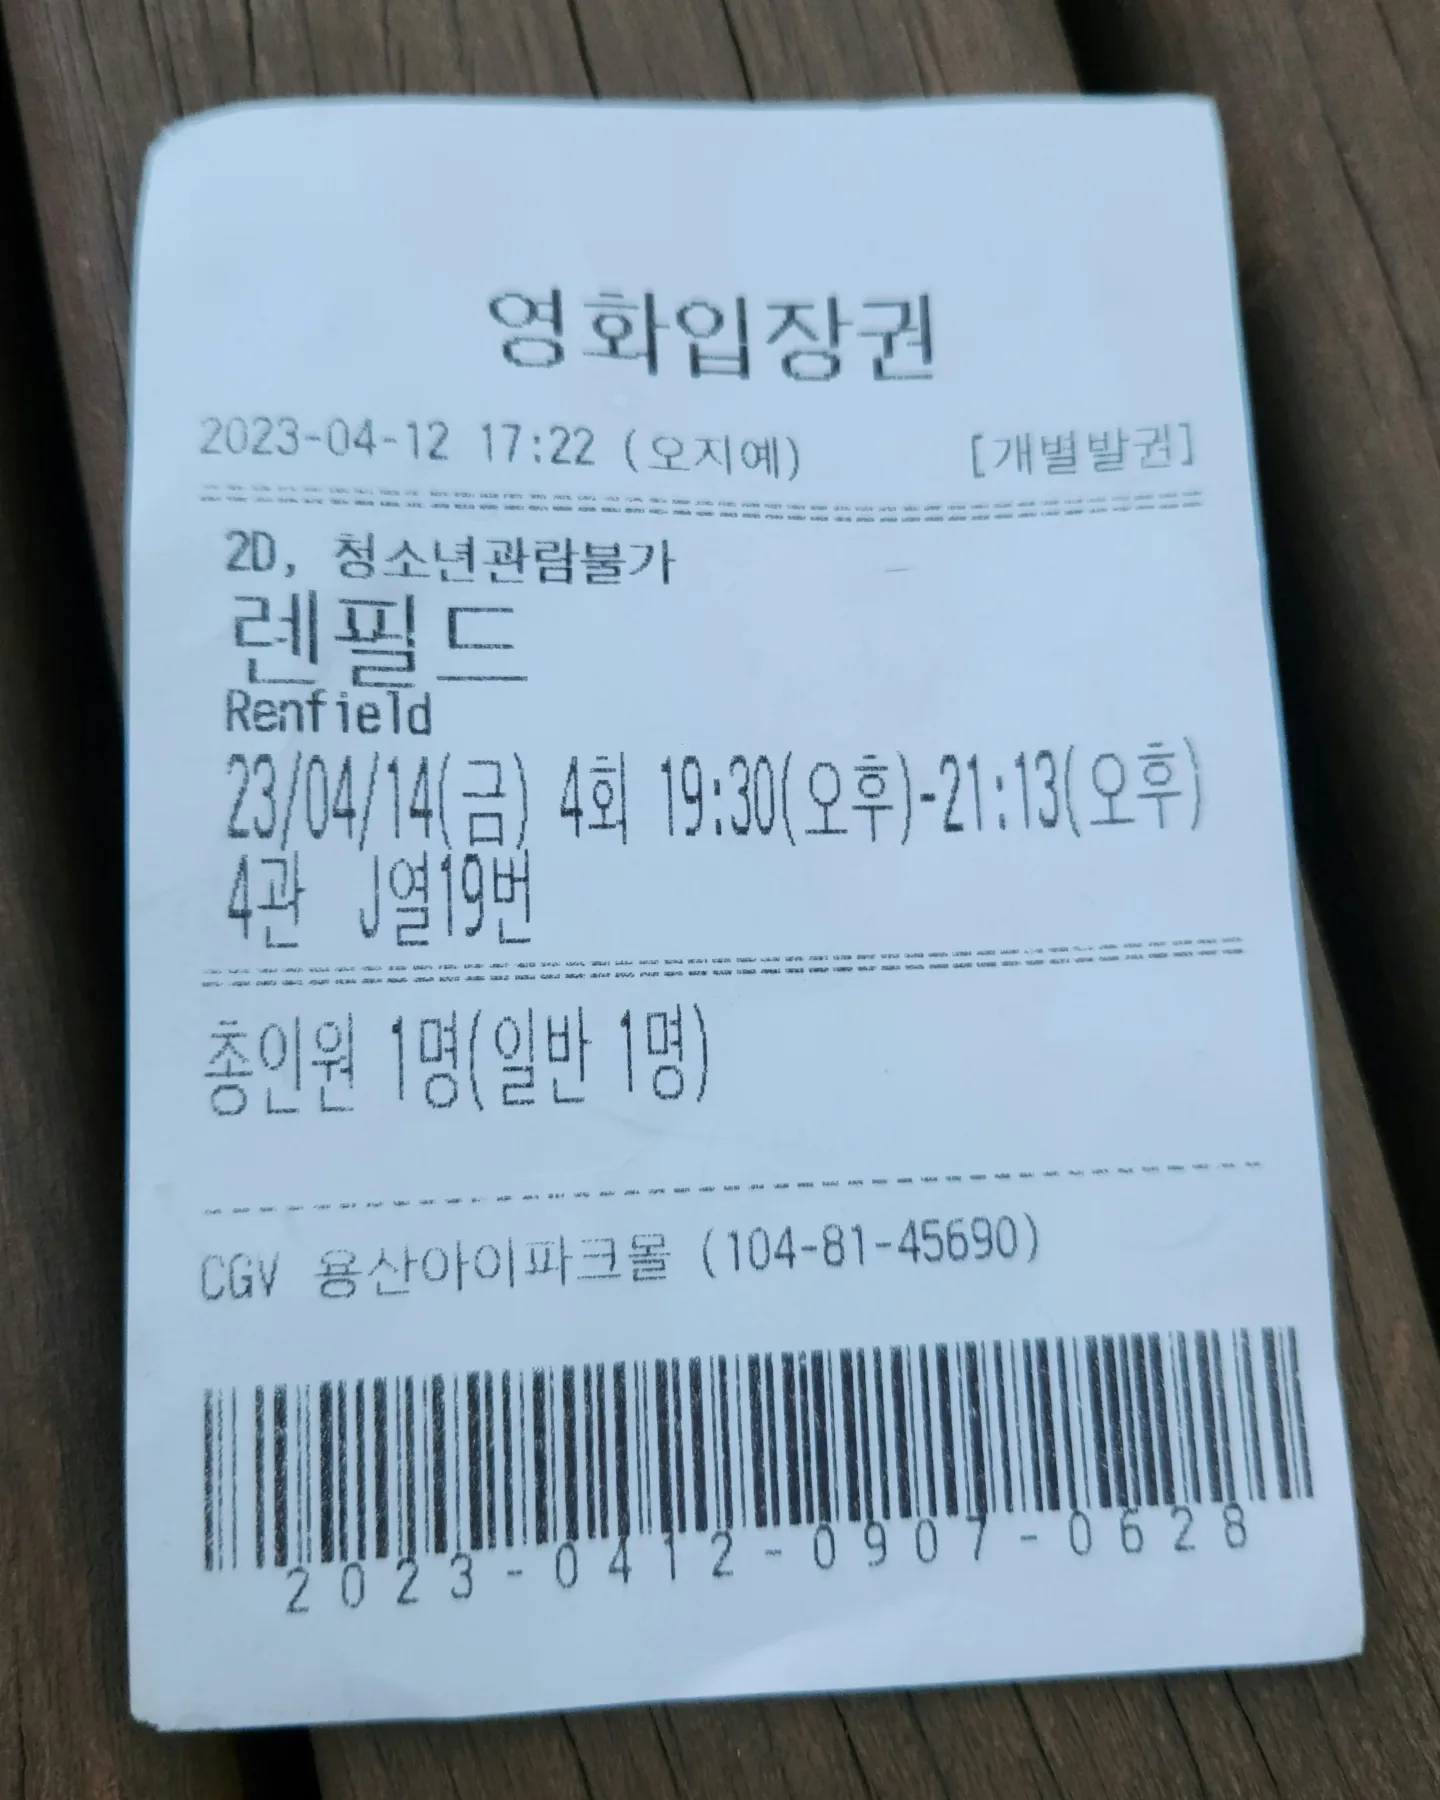 영화입장권
2023-04-12 17:22 (오지예) [개별발권]
2D, 청소년관람불가
렌필드
Renfield
23/04/14(금) 4회 19:30(오후)-21:13(오후)
4관 J열19번
총인원 1명(일반 1명)
CGV 용산아이파크몰 (104-81-45690)
2023-0412-0907-0628